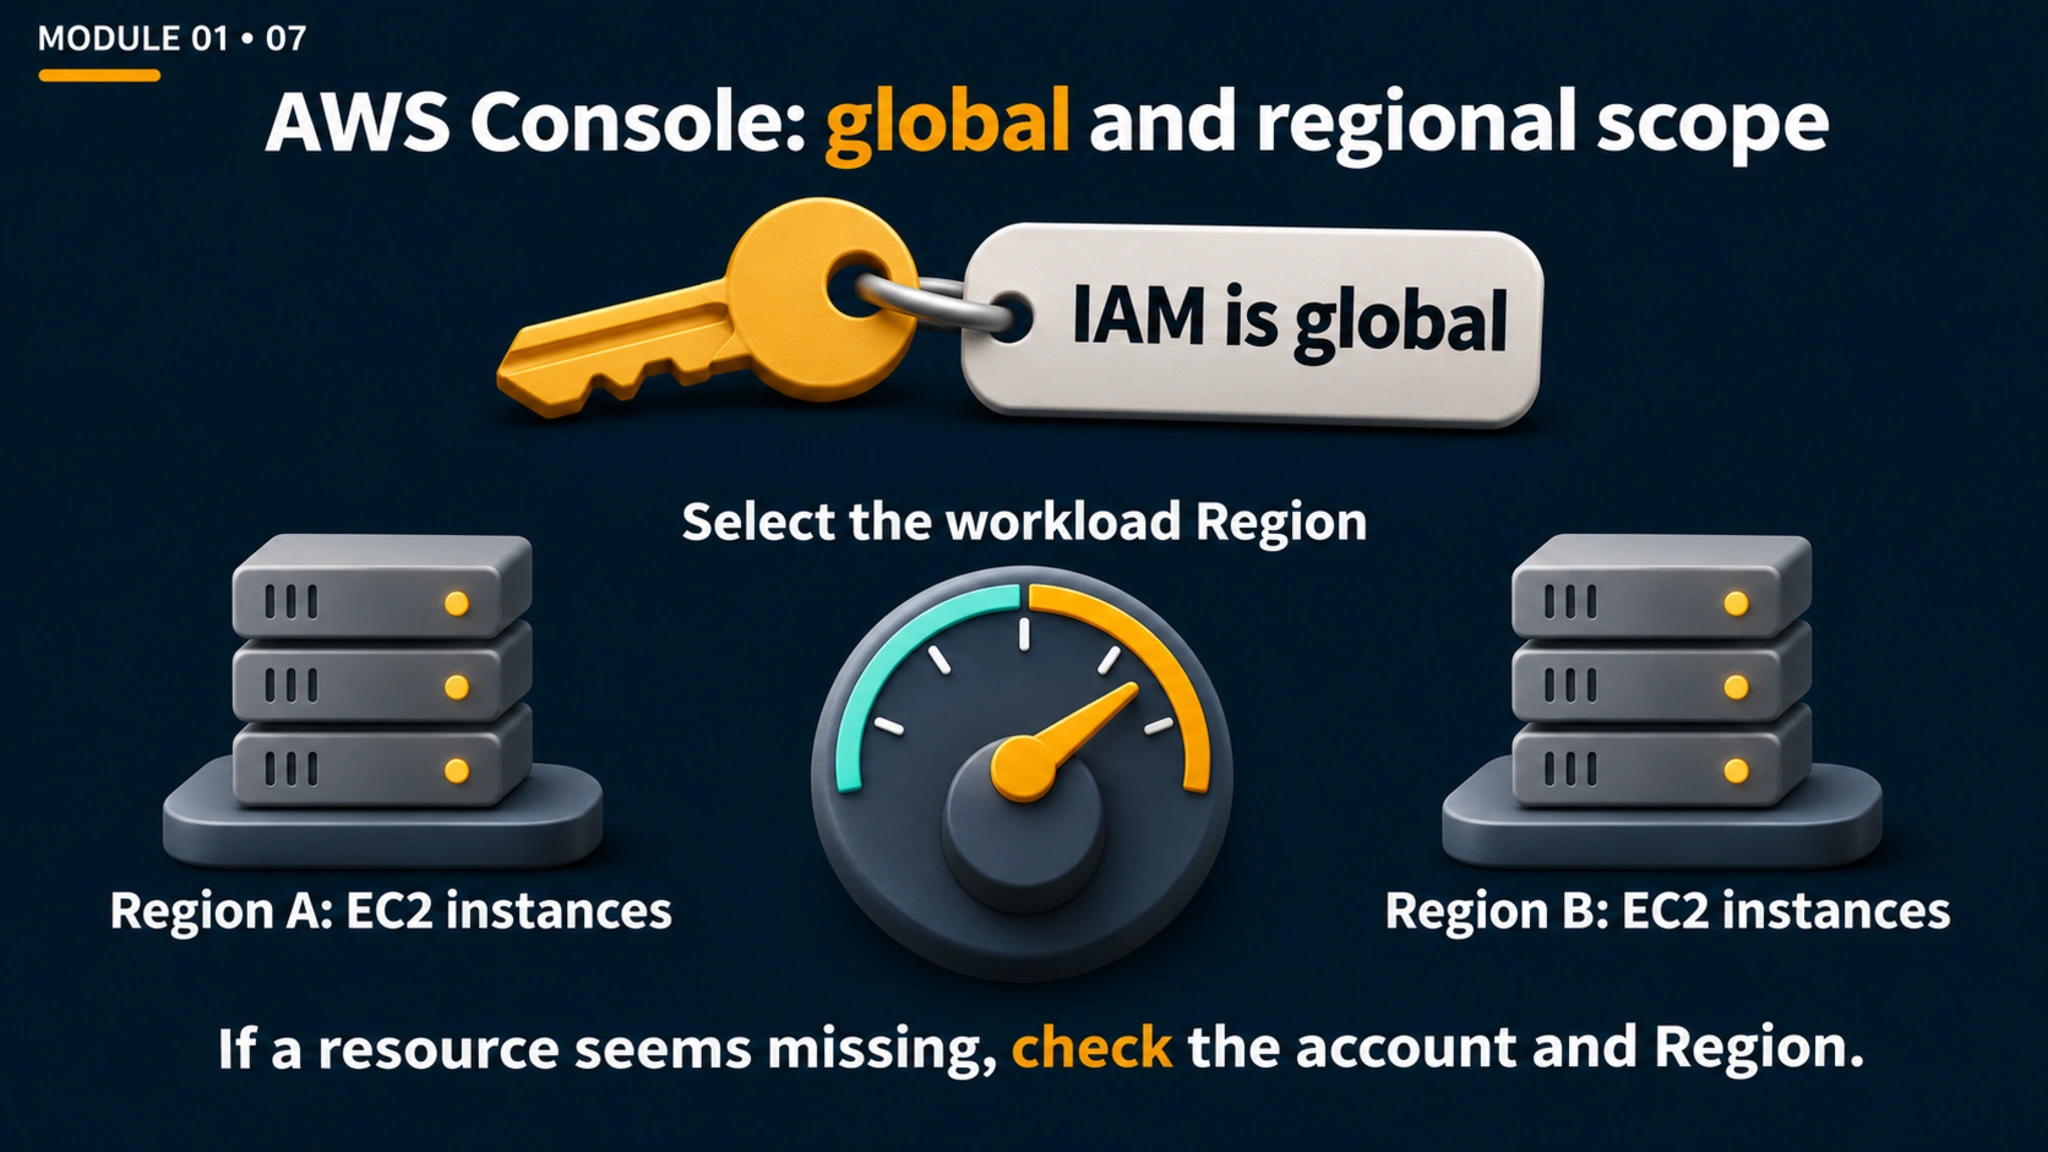 MODULE 01 • 07
AWS Console: global and regional scope
IAM is global
Select the workload Region
Region A: EC2 instances
Region B: EC2 instances
If a resource seems missing, check the account and Region.